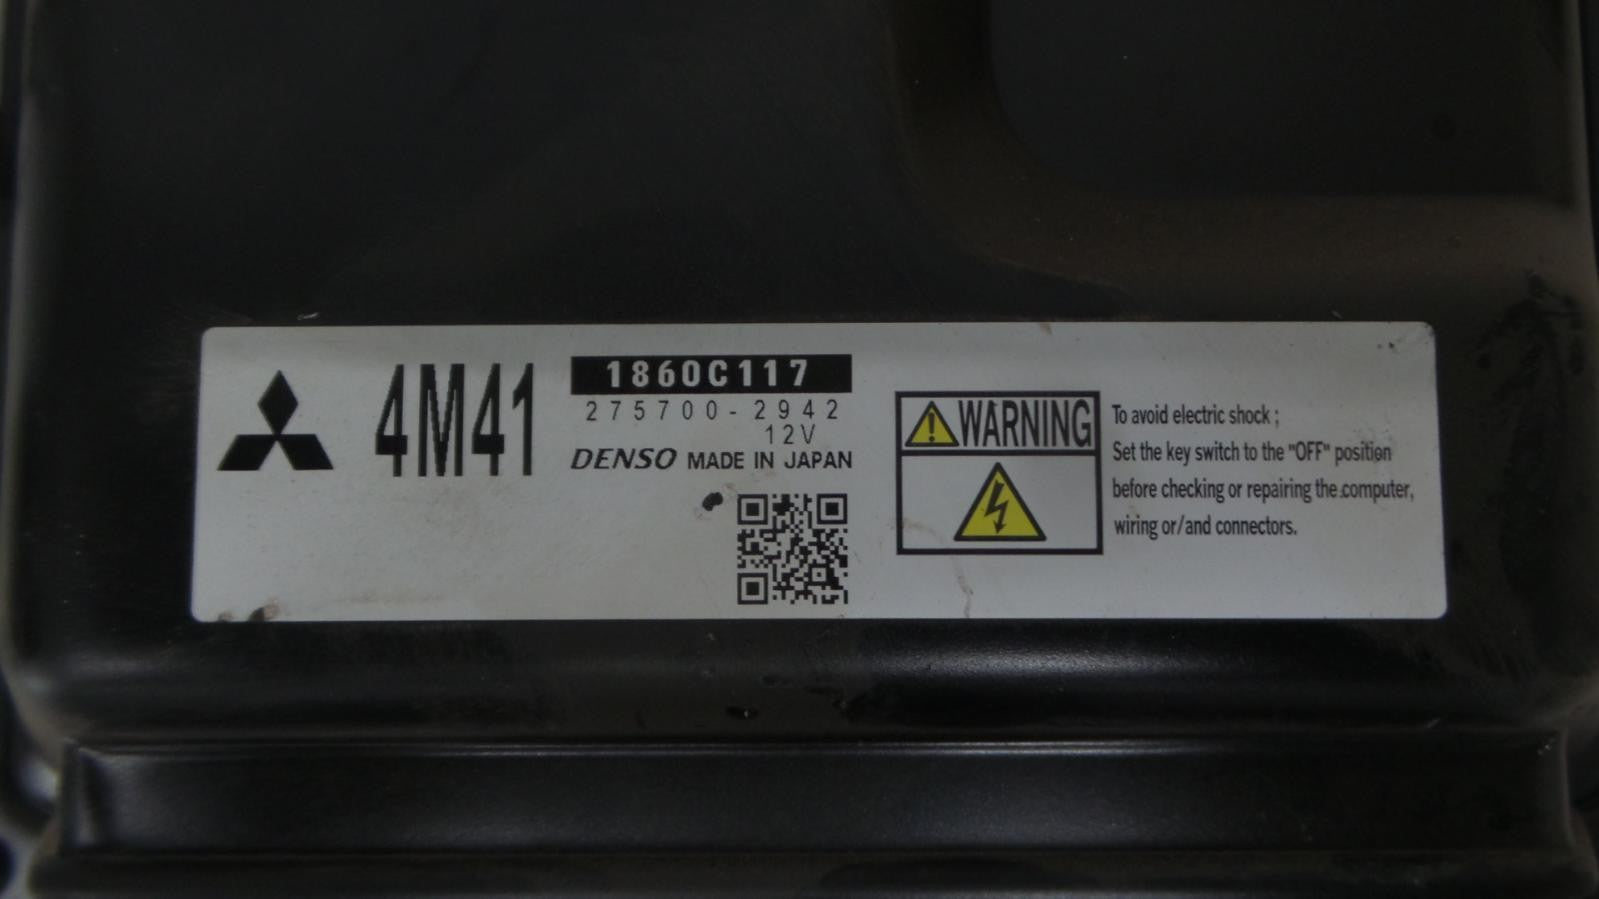 4M41
1860C117
275700-2942
12V
DENSO MADE IN JAPAN
WARNING
To avoid electric shock ;
Set the key switch to the "OFF" position
before checking or repairing the computer,
wiring or/and connectors.